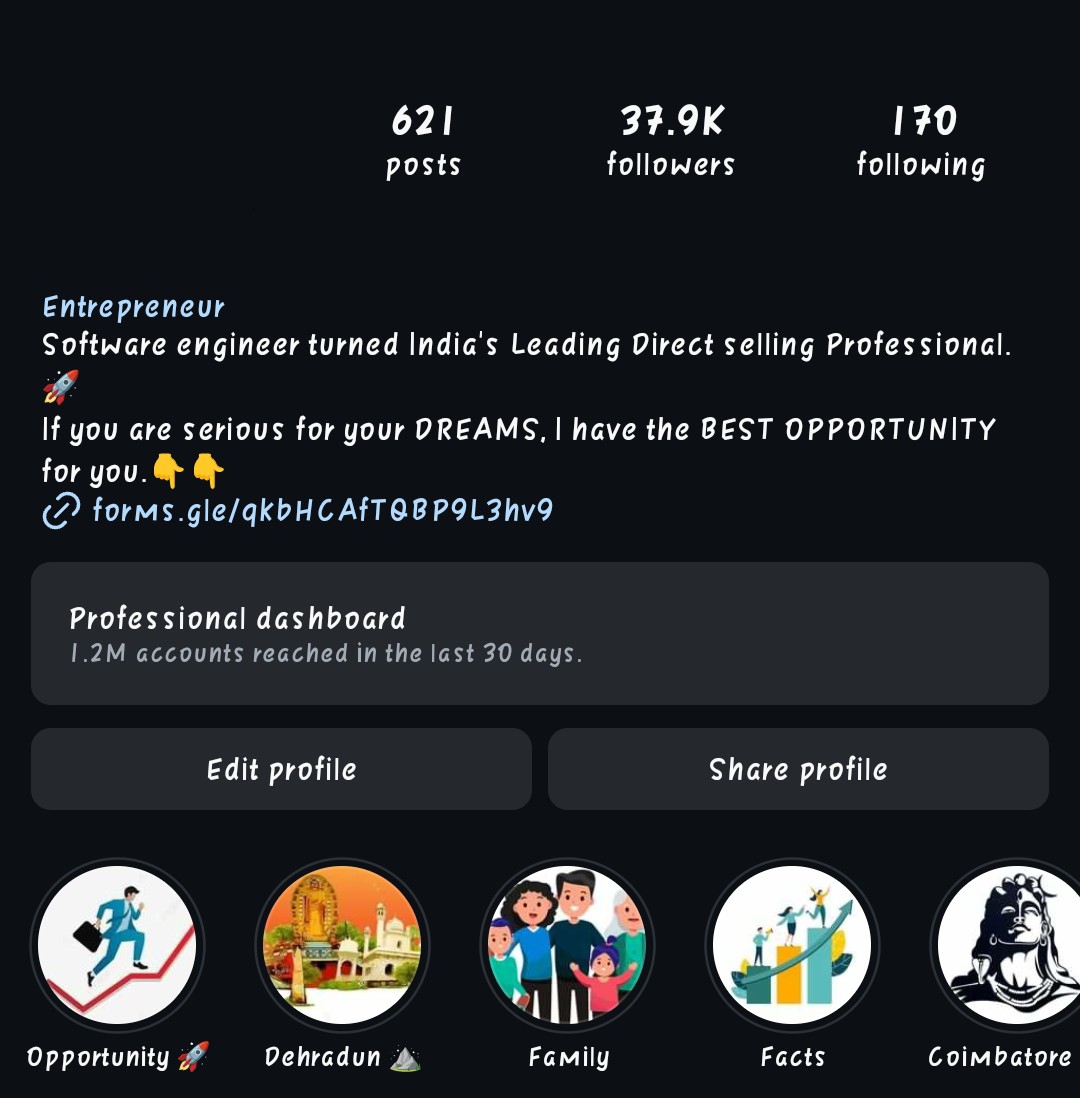 621 37.9K 170
posts followers following
Entrepreneur
Software engineer turned India's Leading Direct selling Professional.
🚀
If you are serious for your DREAMS, I have the BEST OPPORTUNITY
for you.👇👇
forms.gle/qkbHCAfTQBP9L3hv9
Professional dashboard
1.2M accounts reached in the last 30 days.
Edit profile Share profile
Opportunity 🚀 Dehradun ⛰️ Family Facts Coimbatore